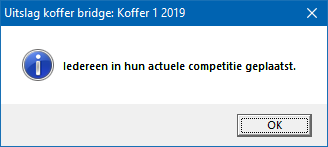 Uitslag koffer bridge: Koffer 1 2019
Iedereen in hun actuele competitie geplaatst.
OK